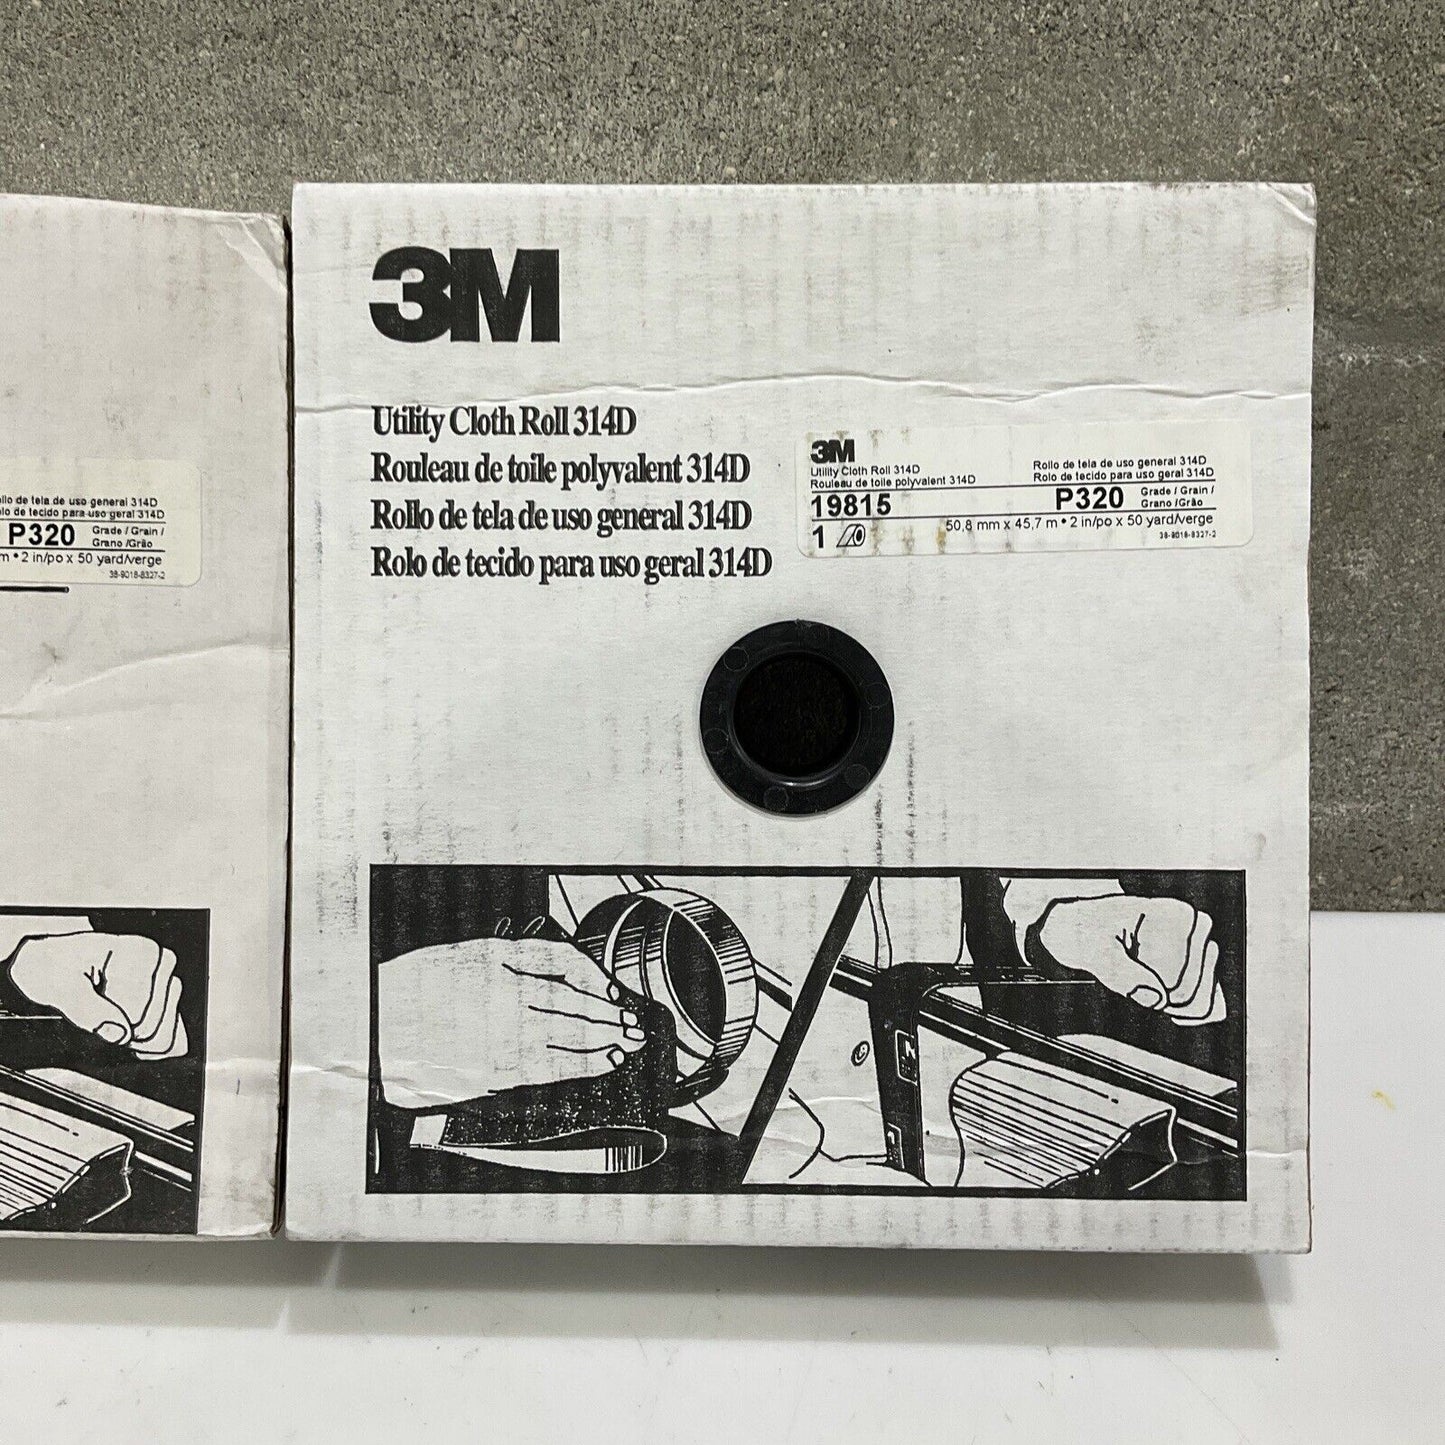 3M
Utility Cloth Roll 314D
Rouleau de toile polyvalent 314D
Rollo de tela de uso general 314D
Rolo de tecido para uso geral 314D
3M
Utility Cloth Roll 314D
Rouleau de toile polyvalent 314D
Rollo de tela de uso general 314D
Rolo de tecido para uso geral 314D
19815
P320 Grade / Grain /
Grano /Grão
1
50,8 mm x 45,7 m • 2 in/po x 50 yard/verge
38-9018-8327-2
de tela de uso general 314D
de tecido para uso geral 314D
P320 Grade / Grain /
Grano /Grão
m • 2 in/po x 50 yard/verge
38-9018-8327-2